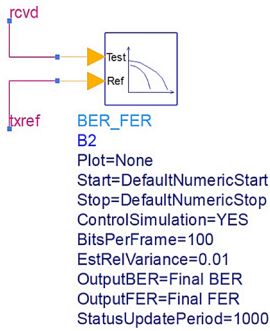 rcvd
Test
Ref
txref
BER_FER
B2
Plot=None
Start=DefaultNumericStart
Stop=DefaultNumericStop
ControlSimulation=YES
BitsPerFrame=100
EstRelVariance=0.01
OutputBER=Final BER
OutputFER=Final FER
StatusUpdatePeriod=1000